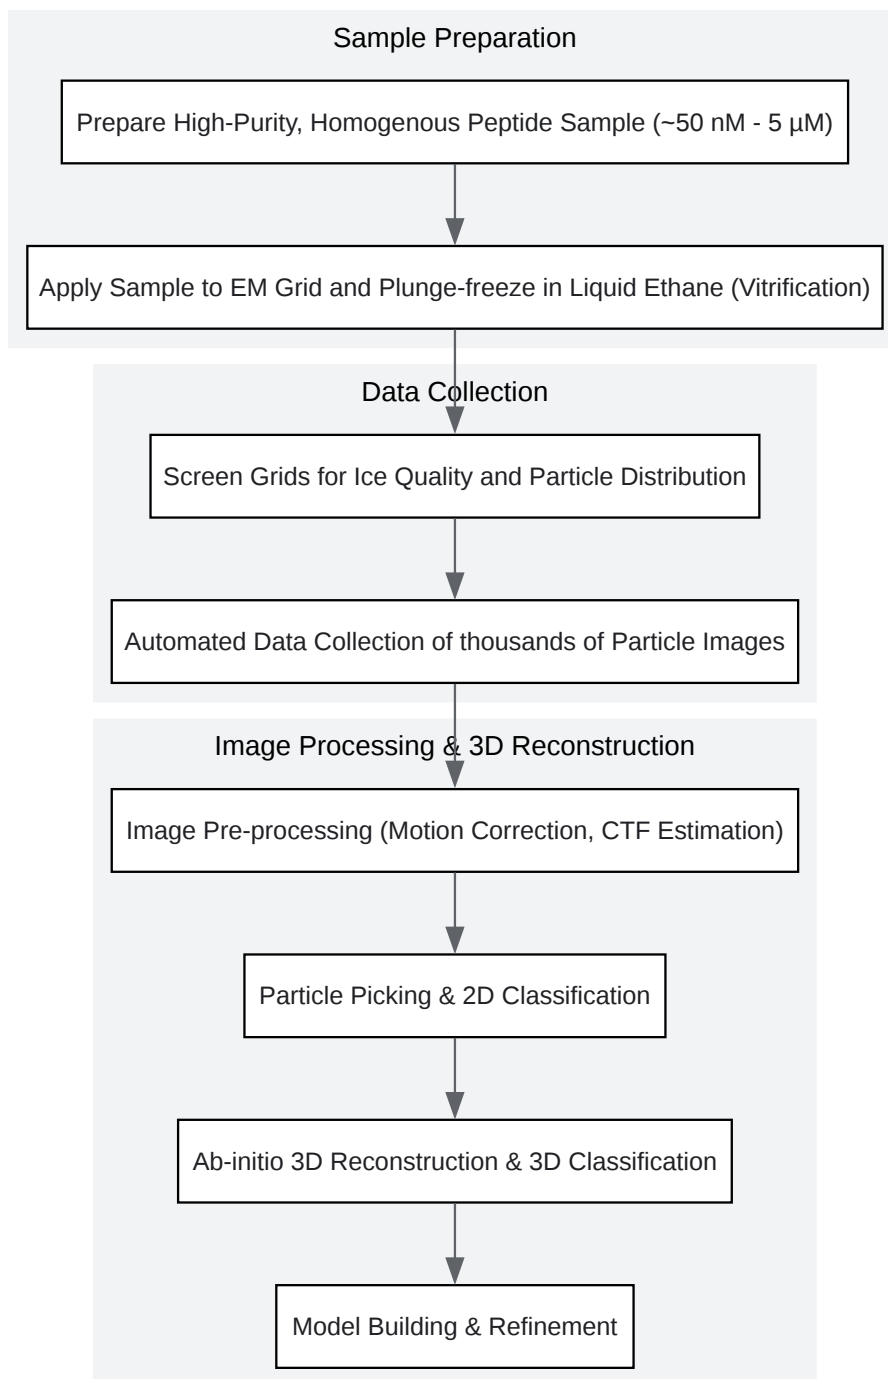 Sample Preparation
Prepare High-Purity, Homogenous Peptide Sample (~50 nM - 5 µM)
Apply Sample to EM Grid and Plunge-freeze in Liquid Ethane (Vitrification)
Data Collection
Screen Grids for Ice Quality and Particle Distribution
Automated Data Collection of thousands of Particle Images
Image Processing & 3D Reconstruction
Image Pre-processing (Motion Correction, CTF Estimation)
Particle Picking & 2D Classification
Ab-initio 3D Reconstruction & 3D Classification
Model Building & Refinement